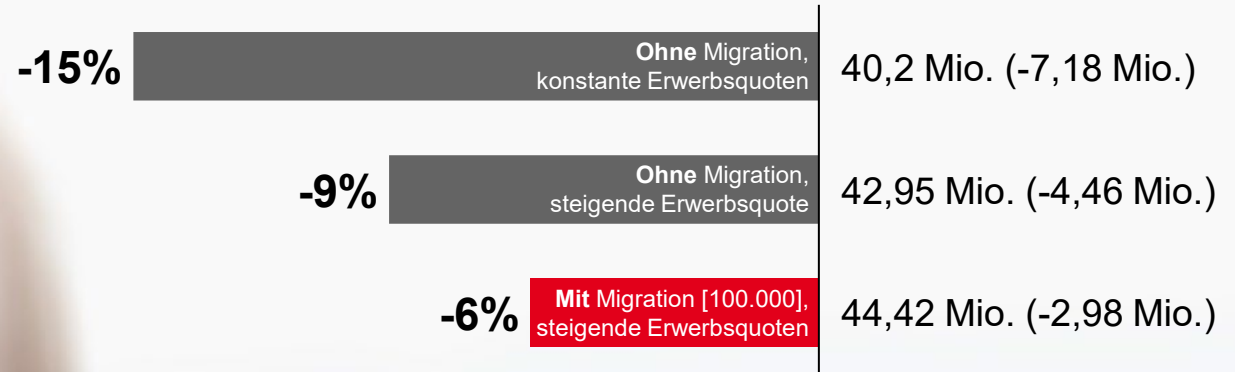 -15%
Ohne Migration,
konstante Erwerbsquoten
40,2 Mio. (-7,18 Mio.)
-9%
Ohne Migration,
steigende Erwerbsquote
42,95 Mio. (-4,46 Mio.)
-6%
Mit Migration [100.000],
steigende Erwerbsquoten
44,42 Mio. (-2,98 Mio.)